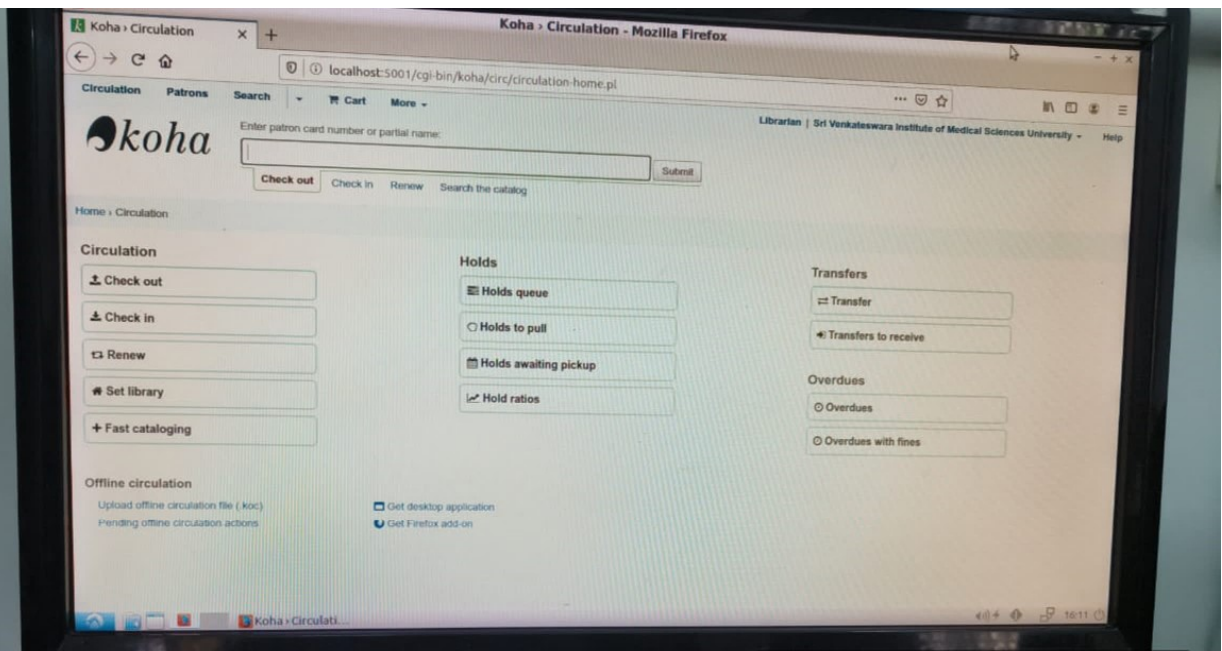 Koha › Circulation
Koha › Circulation - Mozilla Firefox
localhost:5001/cgi-bin/koha/circ/circulation-home.pl
Circulation Patrons Search Cart More
Librarian | Sri Venkateswara Institute of Medical Sciences University Help
koha
Enter patron card number or partial name:
Submit
Check out Check in Renew Search the catalog
Home › Circulation
Circulation
Check out
Check in
Renew
Set library
+ Fast cataloging
Holds
Holds queue
Holds to pull
Holds awaiting pickup
Hold ratios
Transfers
Transfer
Transfers to receive
Overdues
Overdues
Overdues with fines
Offline circulation
Upload offline circulation file (.koc)
Pending offline circulation actions
Get desktop application
Get Firefox add-on
Koha › Circulati...
16:11